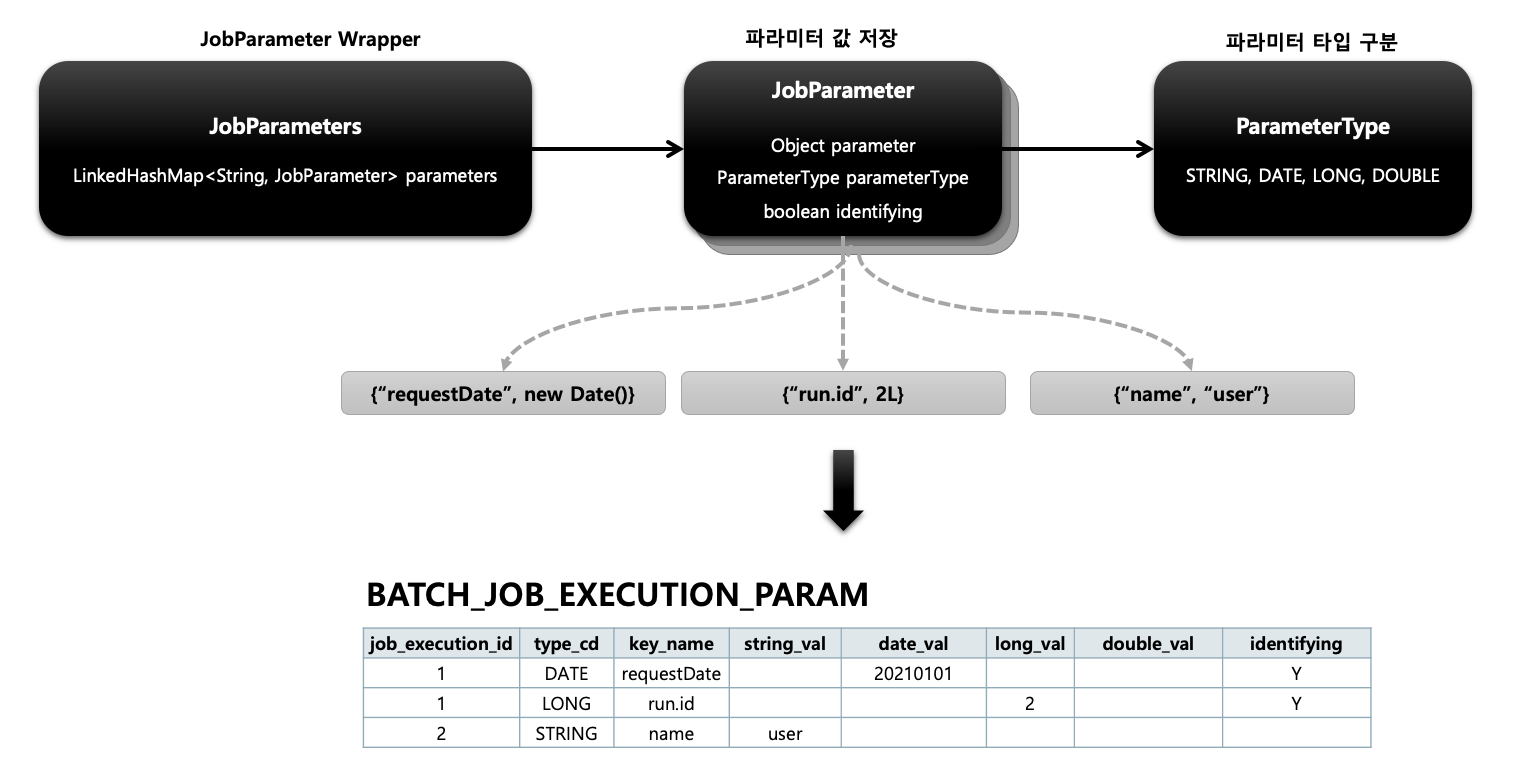 JobParameter Wrapper
파라미터 값 저장
파라미터 타입 구분
JobParameters
LinkedHashMap<String, JobParameter> parameters
JobParameter
Object parameter
ParameterType parameterType
boolean identifying
ParameterType
STRING, DATE, LONG, DOUBLE
{“requestDate”, new Date()}
{“run.id”, 2L}
{“name”, “user”}
BATCH_JOB_EXECUTION_PARAM
job_execution_id type_cd key_name string_val date_val long_val double_val identifying
1 DATE requestDate 20210101 Y
1 LONG run.id 2 Y
2 STRING name user